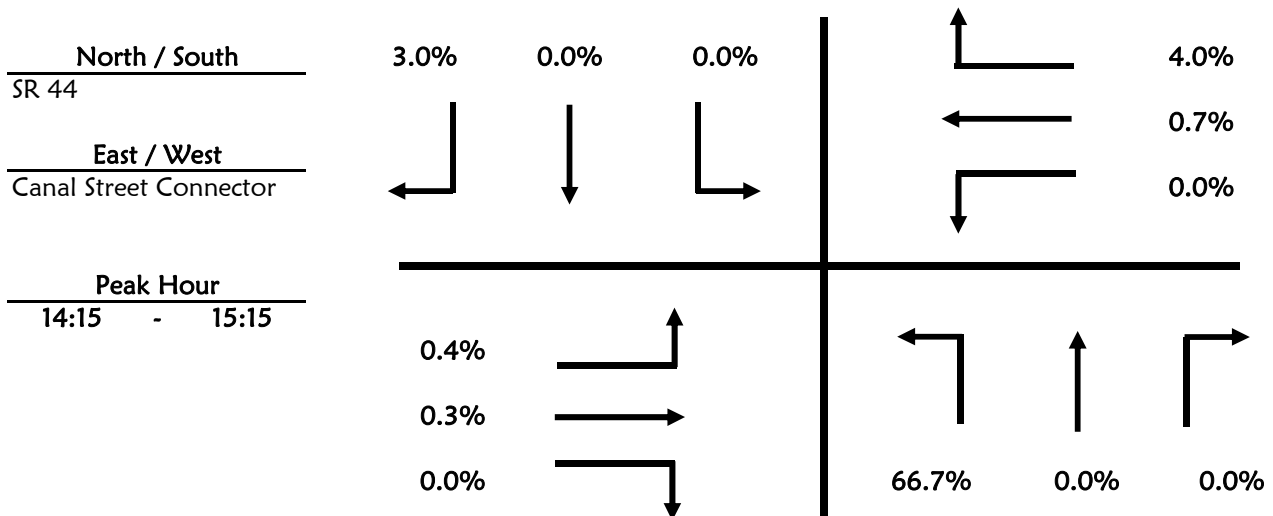 North / South
SR 44
East / West
Canal Street Connector
Peak Hour
14:15 - 15:15
3.0% 0.0% 0.0%
4.0%
0.7%
0.0%
0.4%
0.3%
0.0%
66.7% 0.0% 0.0%